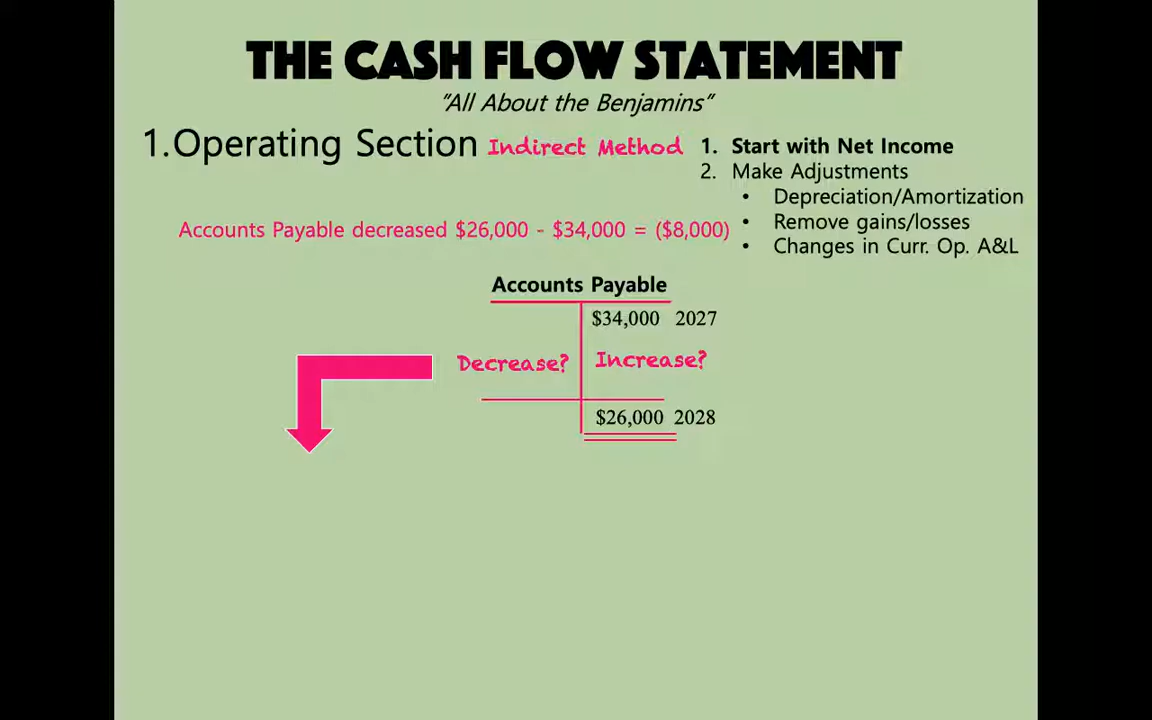 THE CASH FLOW STATEMENT
"All About the Benjamins"
1.Operating Section Indirect Method
1. Start with Net Income
2. Make Adjustments
• Depreciation/Amortization
• Remove gains/losses
• Changes in Curr. Op. A&L
Accounts Payable decreased $26,000 - $34,000 = ($8,000)
Accounts Payable
$34,000 2027
Decrease? Increase?
$26,000 2028